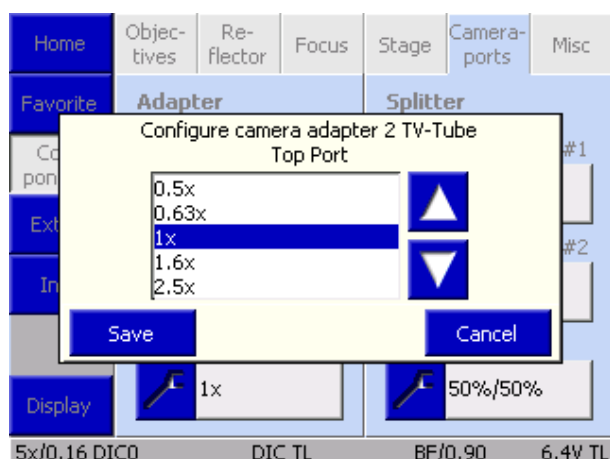 Home
Objec-
tives
Re-
flector
Focus
Stage
Camera-
ports
Misc
Favorite
Adapter
Splitter
Configure camera adapter 2 TV-Tube
Top Port
#1
0.5x
0.63x
1x
1.6x
2.5x
#2
Save
Cancel
Display
1x
50%/50%
5x/0.16 DIC0
DIC TL
BF/0.90
6.4V TL